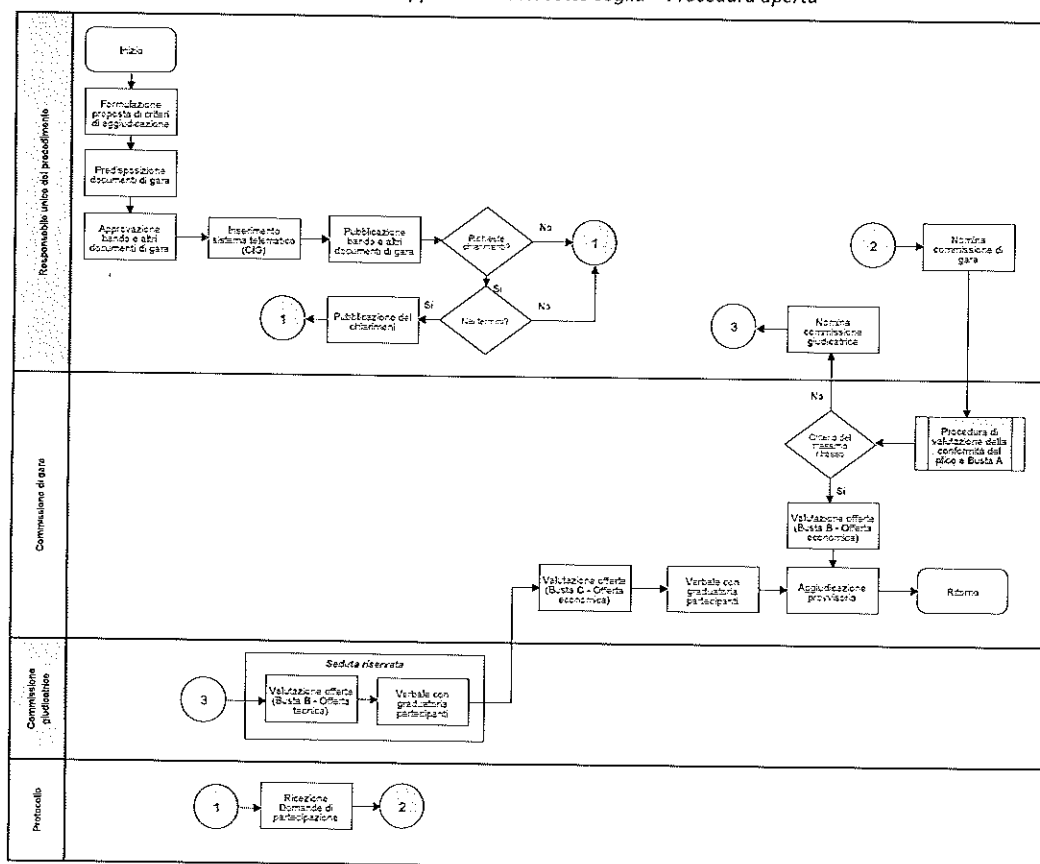 Procedura aperta
Responsabile unico del procedimento
Inizio
Formulazione
proposta di criteri
di aggiudicazione
Predisposizione
documenti di gara
Approvazione
bando e altri
documenti di gara
Inserimento
sistema telematico
(CIG)
Pubblicazione
bando e altri
documenti di gara
Richieste
chiarimento?
No
1
Si
Nei termini?
No
Si
Pubblicazione dei
chiarimeni
1
2
Nomina
commissione di
gara
Nomina
commissione
giudicatrice
3
Commissione di gara
No
Criterio del
massimo
ribasso
Procedura di
valutazione della
conformità del
plico e Busta A
Si
Valutazione offerte
(Busta B - Offerta
economica)
Valutazione offerte
(Busta C - Offerta
economica)
Verbale con
graduatoria
partecipanti
Aggiudicazione
provvisoria
Ritorno
Commissione
giudicatrice
Seduta riservata
3
Valutazione offerte
(Busta B - Offerta
tecnica)
Verbale con
graduatoria
partecipanti
Protocollo
1
Ricezione
Domande di
partecipazione
2